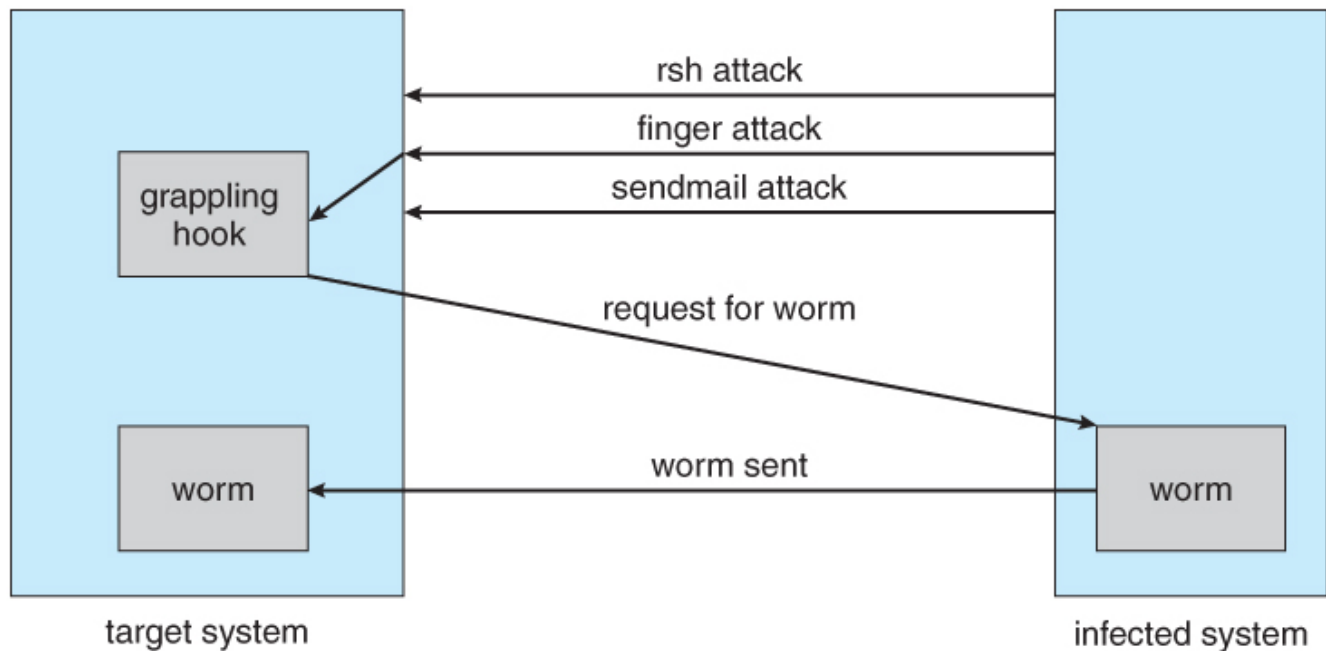 rsh attack
finger attack
sendmail attack
grappling
hook
request for worm
worm sent
worm
worm
target system
infected system